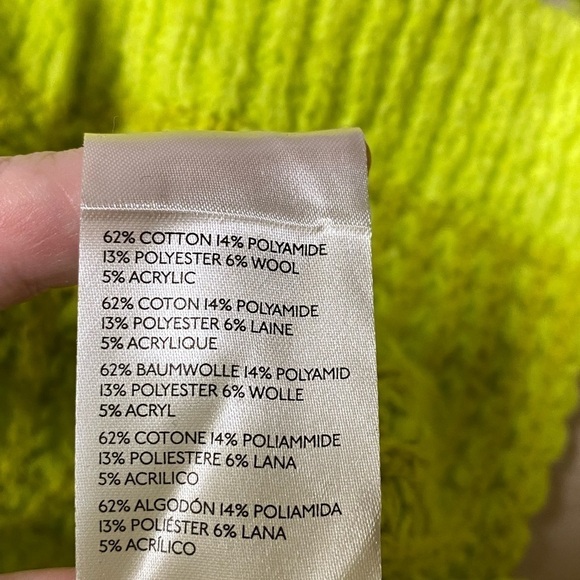 62% COTTON 14% POLYAMIDE
13% POLYESTER 6% WOOL
5% ACRYLIC
62% COTON 14% POLYAMIDE
13% POLYESTER 6% LAINE
5% ACRYLIQUE
62% BAUMWOLLE 14% POLYAMID
13% POLYESTER 6% WOLLE
5% ACRYL
62% COTONE 14% POLIAMMIDE
13% POLIESTERE 6% LANA
5% ACRILICO
62% ALGODÓN 14% POLIAMIDA
13% POLIÉSTER 6% LANA
5% ACRÍLICO